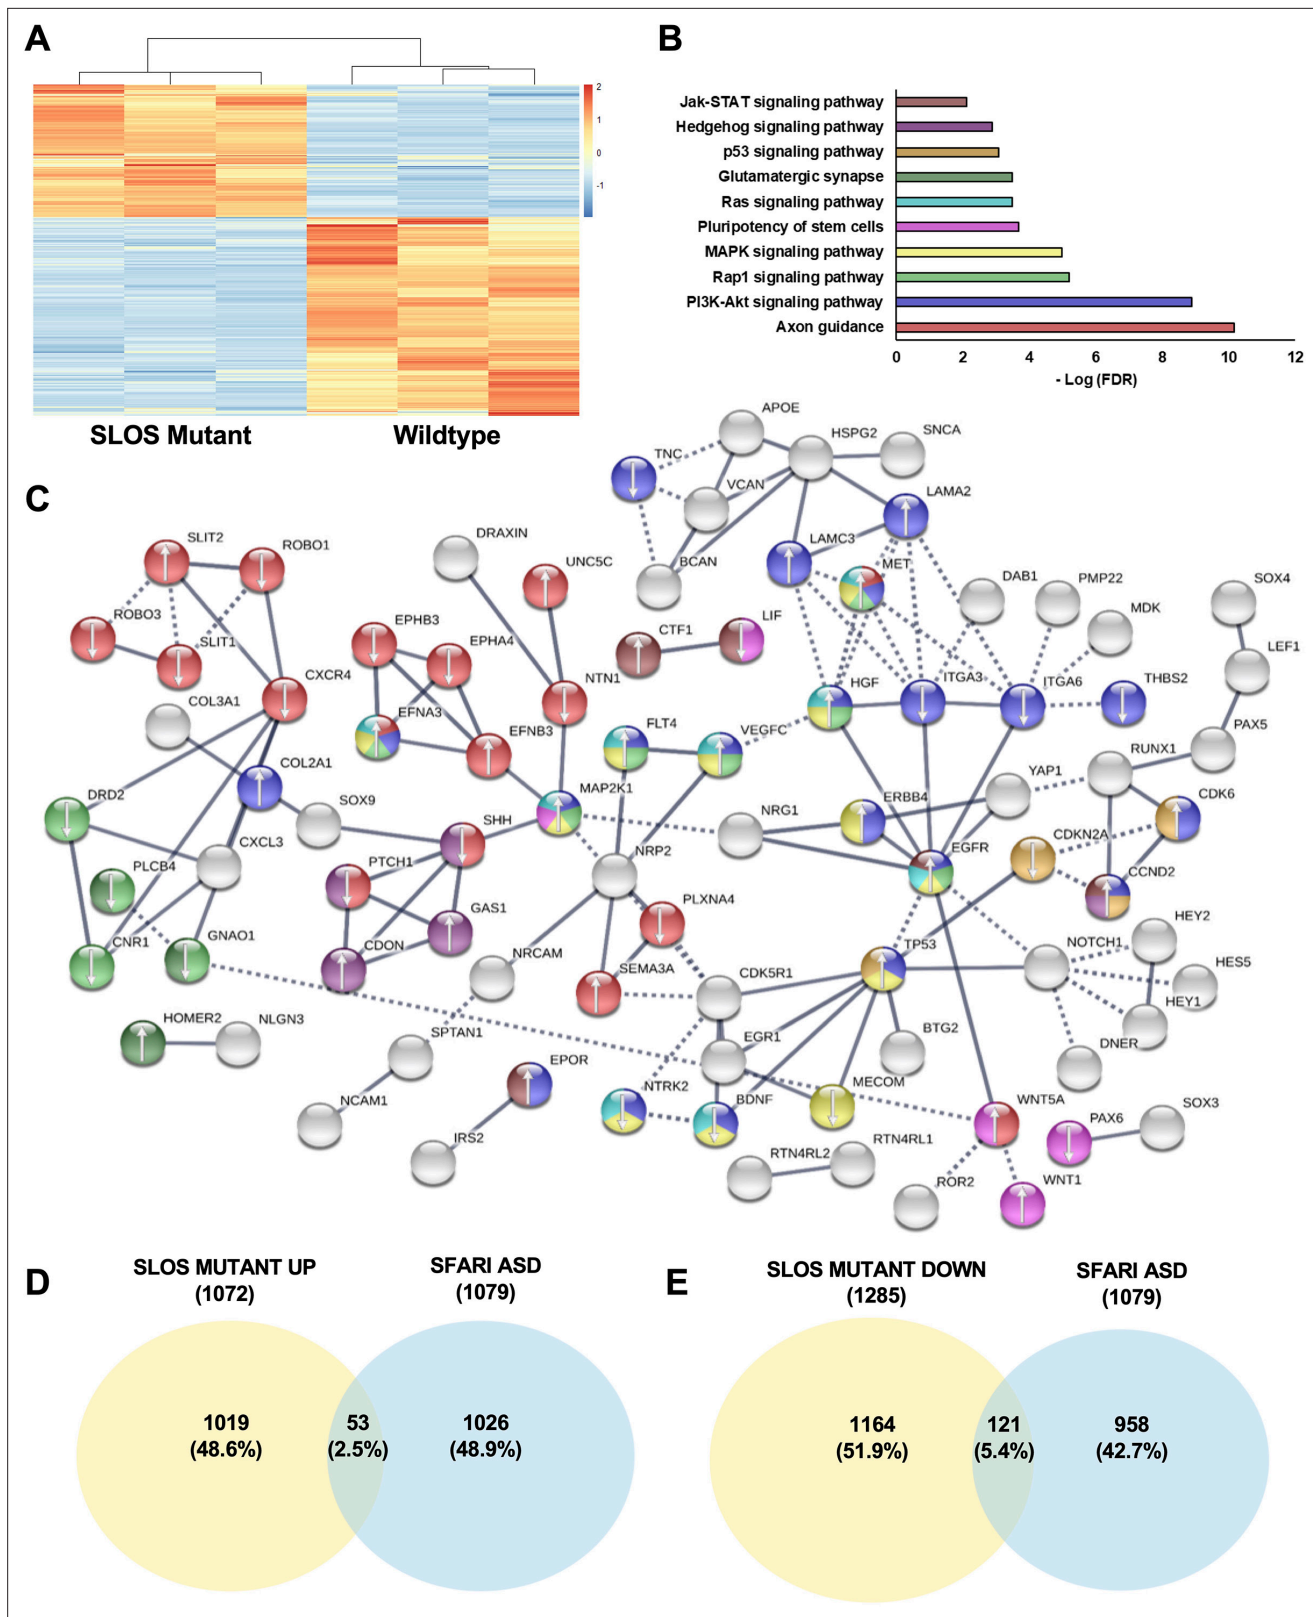 A
2
1
0
-1
SLOS Mutant
Wildtype
B
Jak-STAT signaling pathway
Hedgehog signaling pathway
p53 signaling pathway
Glutamatergic synapse
Ras signaling pathway
Pluripotency of stem cells
MAPK signaling pathway
Rap1 signaling pathway
PI3K-Akt signaling pathway
Axon guidance
0 2 4 6 8 10 12
- Log (FDR)
C
APOE
HSPG2
SNCA
TNC
VCAN
LAMA2
SLIT2
ROBO1
DRAXIN
UNC5C
BCAN
LAMC3
MET
DAB1
PMP22
SOX4
MDK
ROBO3
SLIT1
EPHB3
EPHA4
CTF1
LIF
LEF1
CXCR4
NTN1
HGF
ITGA3
ITGA6
THBS2
COL3A1
EFNA3
EFNB3
FLT4
VEGFC
PAX5
RUNX1
COL2A1
YAP1
DRD2
SOX9
MAP2K1
ERBB4
CDK6
NRG1
SHH
CDKN2A
CXCL3
PLCB4
PTCH1
NRP2
EGFR
CCND2
GAS1
PLXNA4
HEY2
CNR1
GNAO1
CDON
NRCAM
TP53
NOTCH1
SEMA3A
CDK5R1
HES5
HEY1
HOMER2
NLGN3
SPTAN1
EGR1
BTG2
DNER
EPOR
NTRK2
BDNF
MECOM
NCAM1
WNT5A
PAX6
SOX3
IRS2
RTN4RL2
RTN4RL1
ROR2
WNT1
D
SLOS MUTANT UP
(1072)
SFARI ASD
(1079)
1019
(48.6%)
53
(2.5%)
1026
(48.9%)
E
SLOS MUTANT DOWN
(1285)
SFARI ASD
(1079)
1164
(51.9%)
121
(5.4%)
958
(42.7%)